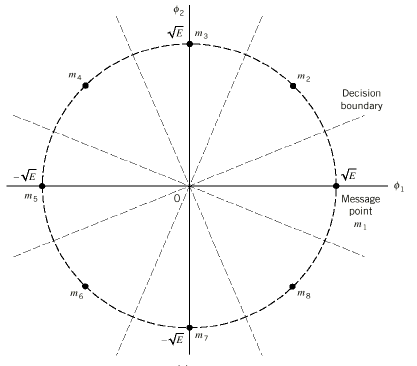 ϕ₂
√E m₃
m₄
m₂
Decision
boundary
−√E
√E
ϕ₁
m₅
0
Message
point
m₁
m₆
m₈
−√E m₇